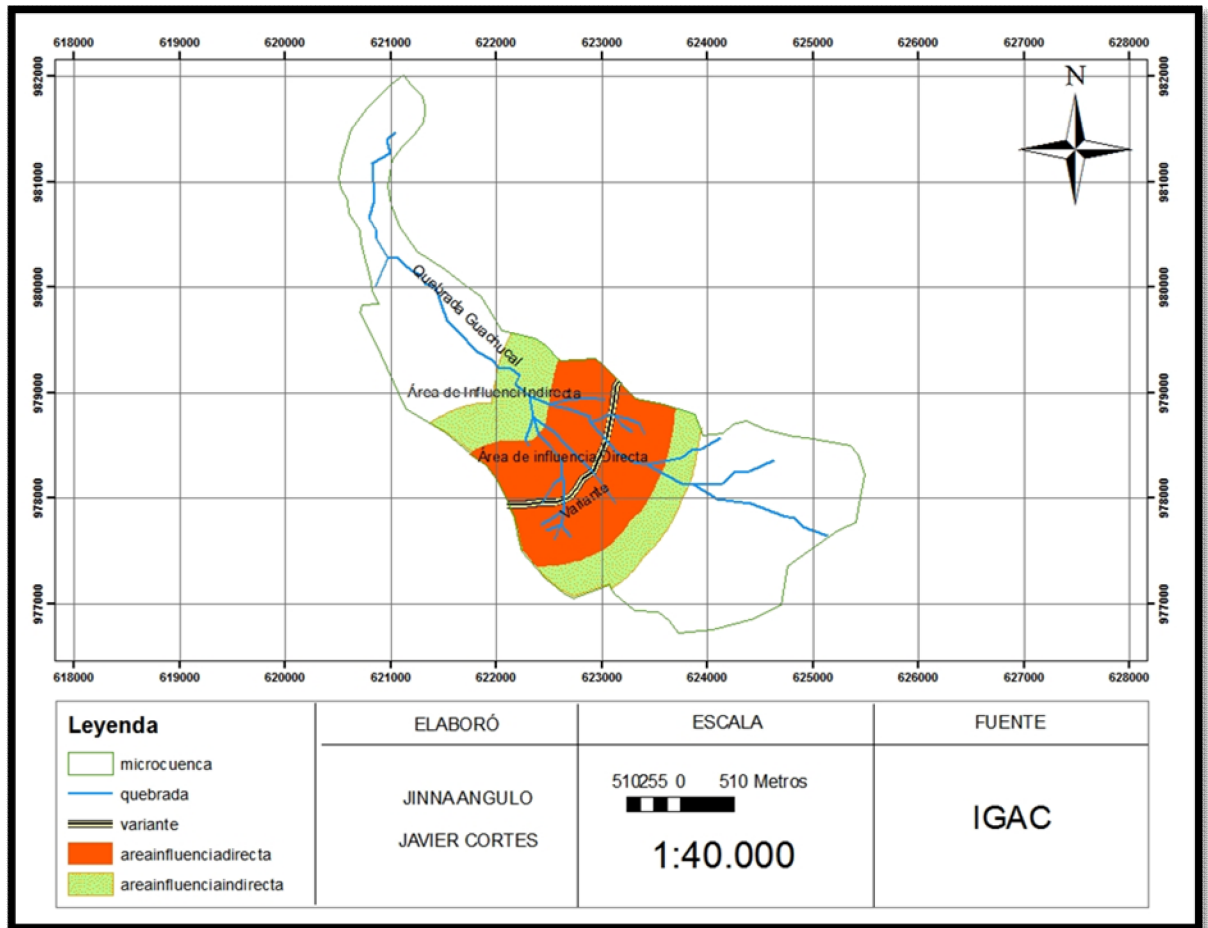 618000 619000 620000 621000 622000 623000 624000 625000 626000 627000 628000
982000 982000
N
981000 981000
980000 980000
Quebrada Guachucal
979000 979000
Área de Influenci Indirecta
Área de influencia Directa
978000 978000
Variante
977000 977000
618000 619000 620000 621000 622000 623000 624000 625000 626000 627000 628000
Leyenda
microcuenca
quebrada
variante
areainfluenciadirecta
areainfluenciaindirecta
ELABORÓ
JINNA ANGULO
JAVIER CORTES
ESCALA
510255 0 510 Metros
1:40.000
FUENTE
IGAC